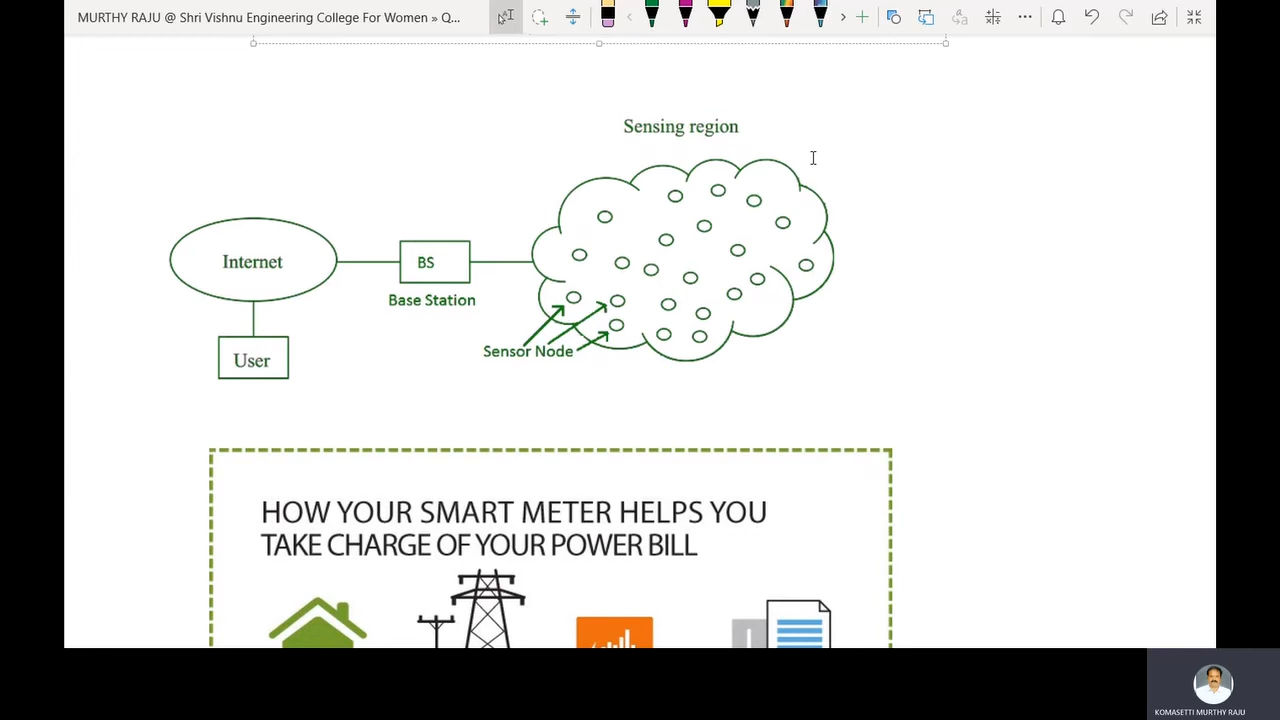 MURTHY RAJU @ Shri Vishnu Engineering College For Women » Q...
Sensing region
Internet
BS
Base Station
Sensor Node
User
HOW YOUR SMART METER HELPS YOU
TAKE CHARGE OF YOUR POWER BILL
KOMASETTI MURTHY RAJU